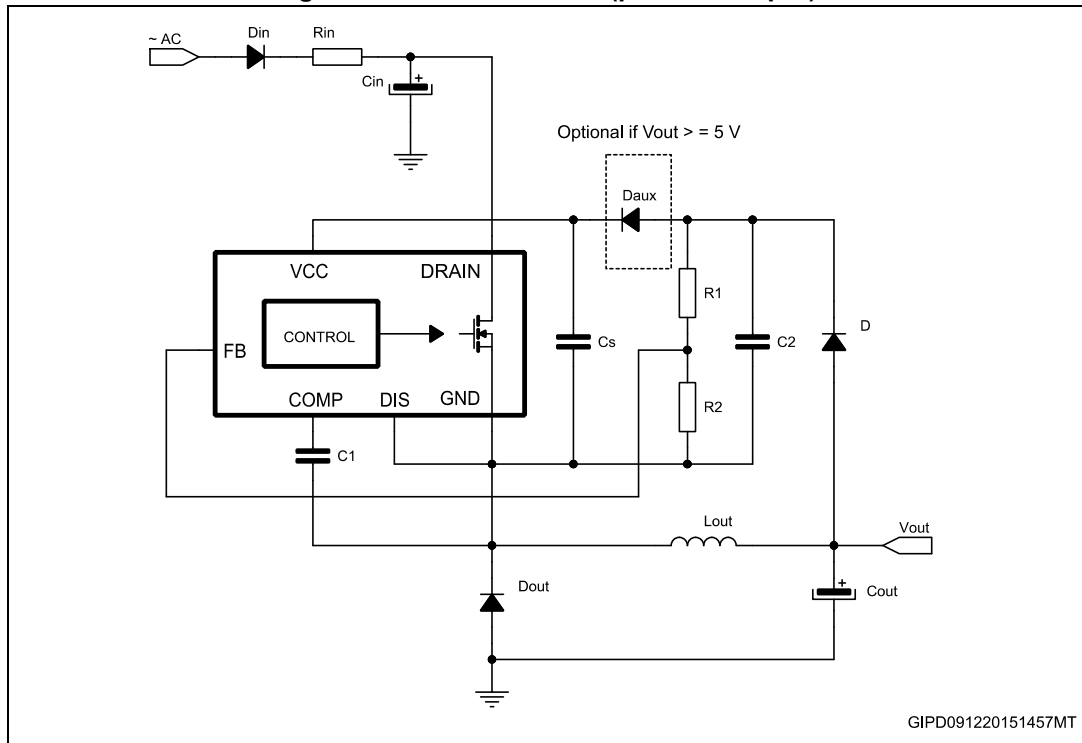 ~ AC
Din
Rin
Cin
+
Optional if Vout > = 5 V
Daux
VCC
DRAIN
R1
D
CONTROL
FB
Cs
C2
COMP
DIS
GND
R2
C1
Lout
Vout
Dout
+
Cout
GIPD091220151457MT